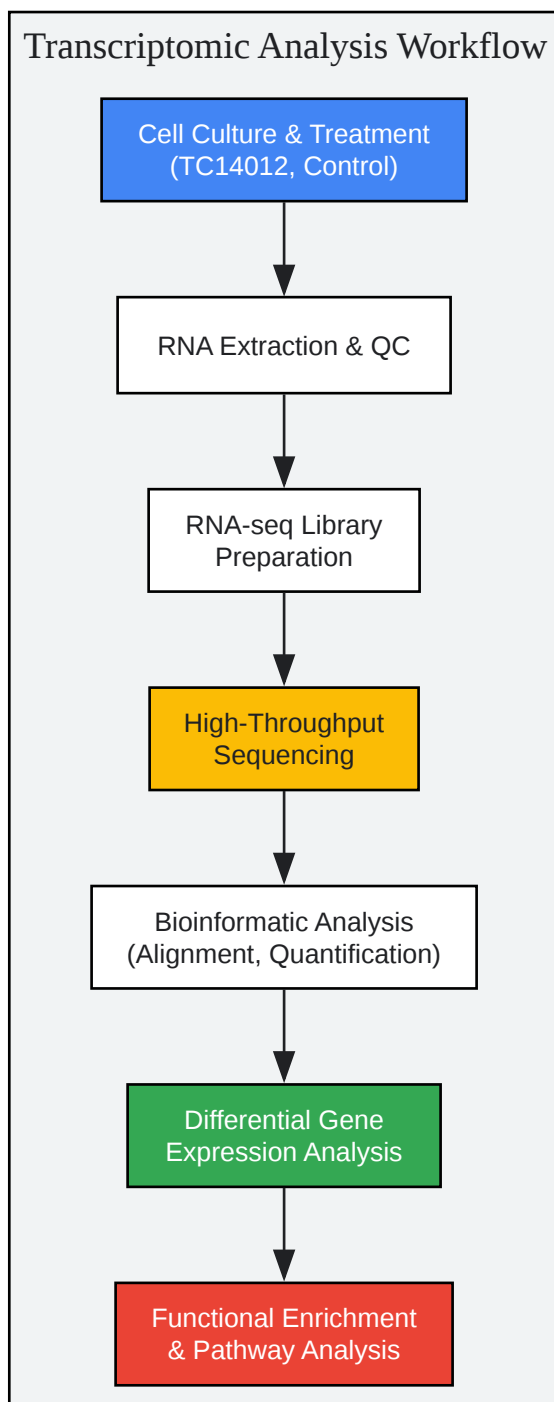 Transcriptomic Analysis Workflow
Cell Culture & Treatment
(TC14012, Control)
RNA Extraction & QC
RNA-seq Library
Preparation
High-Throughput
Sequencing
Bioinformatic Analysis
(Alignment, Quantification)
Differential Gene
Expression Analysis
Functional Enrichment
& Pathway Analysis